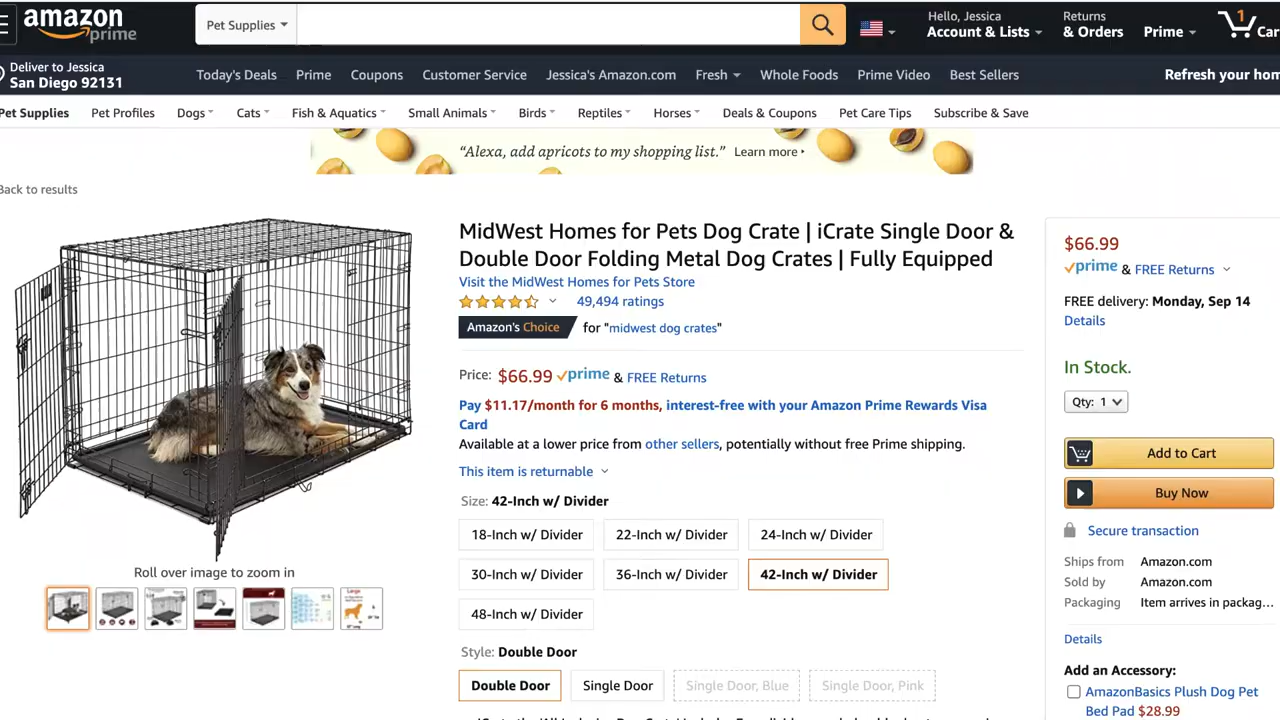 amazon
prime
Pet Supplies
Hello, Jessica
Account & Lists
Returns
& Orders
Prime
1
Car
Deliver to Jessica
San Diego 92131
Today's Deals
Prime
Coupons
Customer Service
Jessica's Amazon.com
Fresh
Whole Foods
Prime Video
Best Sellers
Refresh your hom
Pet Supplies
Pet Profiles
Dogs
Cats
Fish & Aquatics
Small Animals
Birds
Reptiles
Horses
Deals & Coupons
Pet Care Tips
Subscribe & Save
“Alexa, add apricots to my shopping list.” Learn more
Back to results
Roll over image to zoom in
MidWest Homes for Pets Dog Crate | iCrate Single Door &
Double Door Folding Metal Dog Crates | Fully Equipped
Visit the MidWest Homes for Pets Store
49,494 ratings
Amazon's Choice for "midwest dog crates"
Price: $66.99 prime & FREE Returns
Pay $11.17/month for 6 months, interest-free with your Amazon Prime Rewards Visa
Card
Available at a lower price from other sellers, potentially without free Prime shipping.
This item is returnable
Size: 42-Inch w/ Divider
18-Inch w/ Divider
22-Inch w/ Divider
24-Inch w/ Divider
30-Inch w/ Divider
36-Inch w/ Divider
42-Inch w/ Divider
48-Inch w/ Divider
Style: Double Door
Double Door
Single Door
Single Door, Blue
Single Door, Pink
$66.99
prime & FREE Returns
FREE delivery: Monday, Sep 14
Details
In Stock.
Qty: 1
Add to Cart
Buy Now
Secure transaction
Ships from Amazon.com
Sold by Amazon.com
Packaging Item arrives in packag...
Details
Add an Accessory:
AmazonBasics Plush Dog Pet
Bed Pad $28.99